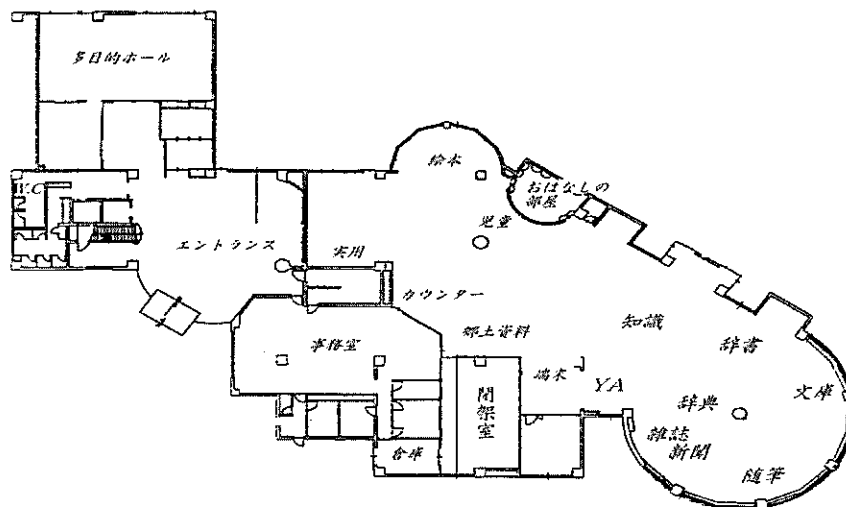 多目的ホール
絵本
W.C
おはなしの
部屋
児童
エントランス
実用
カウンター
郷土資料
知識
事務室
辞書
端末
YA
文庫
閉架室
辞典
雑誌
新聞
倉庫
随筆